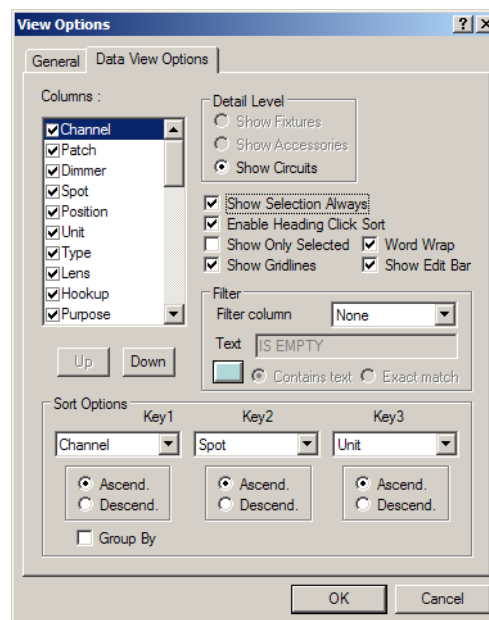 View Options
General Data View Options
Columns :
Channel
Patch
Dimmer
Spot
Position
Unit
Type
Lens
Hookup
Purpose
Up Down
Detail Level
Show Fixtures
Show Accessories
Show Circuits
Show Selection Always
Enable Heading Click Sort
Show Only Selected Word Wrap
Show Gridlines Show Edit Bar
Filter
Filter column None
Text IS EMPTY
Contains text Exact match
Sort Options
Key1 Key2 Key3
Channel Spot Unit
Ascend. Ascend. Ascend.
Descend. Descend. Descend.
Group By
OK Cancel